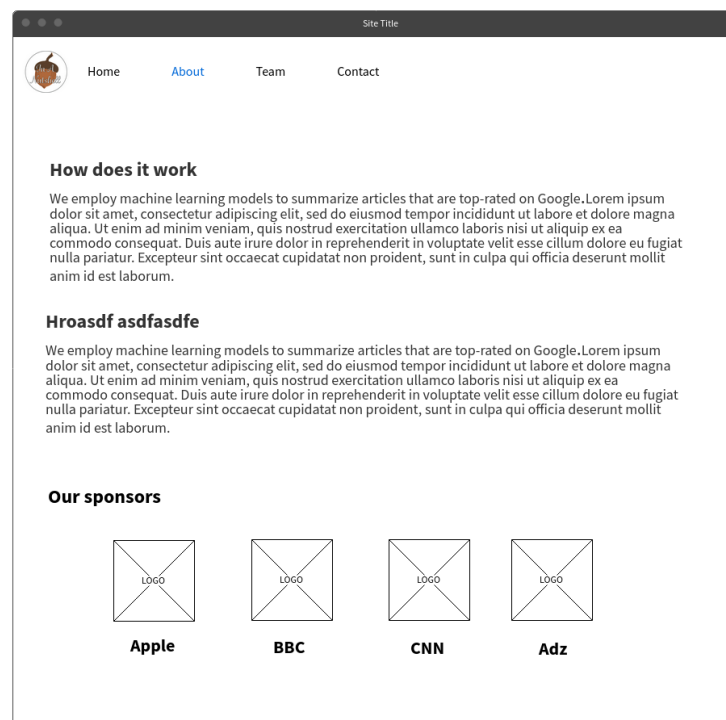 Site Title
Home About Team Contact
How does it work
We employ machine learning models to summarize articles that are top-rated on Google.Lorem ipsum
dolor sit amet, consectetur adipiscing elit, sed do eiusmod tempor incididunt ut labore et dolore magna
aliqua. Ut enim ad minim veniam, quis nostrud exercitation ullamco laboris nisi ut aliquip ex ea
commodo consequat. Duis aute irure dolor in reprehenderit in voluptate velit esse cillum dolore eu fugiat
nulla pariatur. Excepteur sint occaecat cupidatat non proident, sunt in culpa qui officia deserunt mollit
anim id est laborum.
Hroasdf asdfasdfe
We employ machine learning models to summarize articles that are top-rated on Google.Lorem ipsum
dolor sit amet, consectetur adipiscing elit, sed do eiusmod tempor incididunt ut labore et dolore magna
aliqua. Ut enim ad minim veniam, quis nostrud exercitation ullamco laboris nisi ut aliquip ex ea
commodo consequat. Duis aute irure dolor in reprehenderit in voluptate velit esse cillum dolore eu fugiat
nulla pariatur. Excepteur sint occaecat cupidatat non proident, sunt in culpa qui officia deserunt mollit
anim id est laborum.
Our sponsors
LOGO LOGO LOGO LOGO
Apple BBC CNN Adz